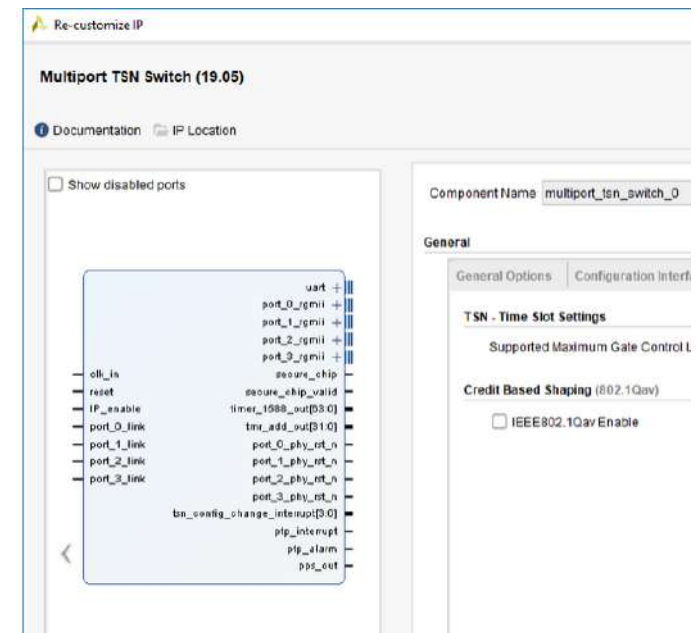 Re-customize IP
Multiport TSN Switch (19.05)
Documentation IP Location
Show disabled ports
uart
port_0_rgmii
port_1_rgmii
port_2_rgmii
port_3_rgmii
clk_in secure_chip
reset secure_chip_valid
IP_enable timer_1588_out[63:0]
port_0_link tmr_add_out[31:0]
port_1_link port_0_phy_rst_n
port_2_link port_1_phy_rst_n
port_3_link port_2_phy_rst_n
port_3_phy_rst_n
tsn_config_change_interrupt[3:0]
ptp_interrupt
ptp_alarm
pps_out
Component Name multiport_tsn_switch_0
General
General Options Configuration Interfa
TSN - Time Slot Settings
Supported Maximum Gate Control L
Credit Based Shaping (802.1Qav)
IEEE802.1Qav Enable